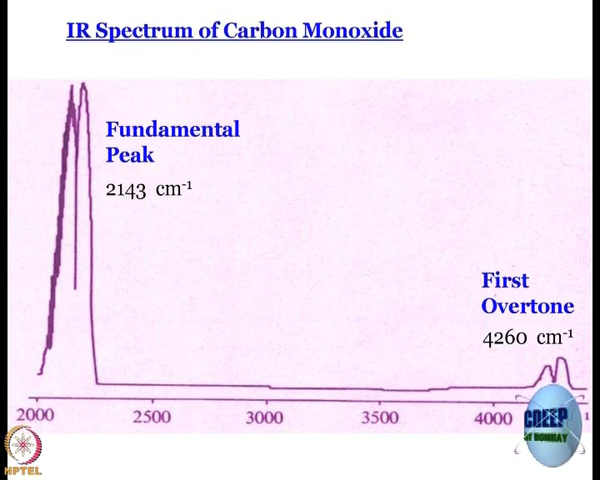 IR Spectrum of Carbon Monoxide
Fundamental
Peak
2143 cm⁻¹
First
Overtone
4260 cm⁻¹
2000 2500 3000 3500 4000
CDEEP
IIT BOMBAY
NPTEL